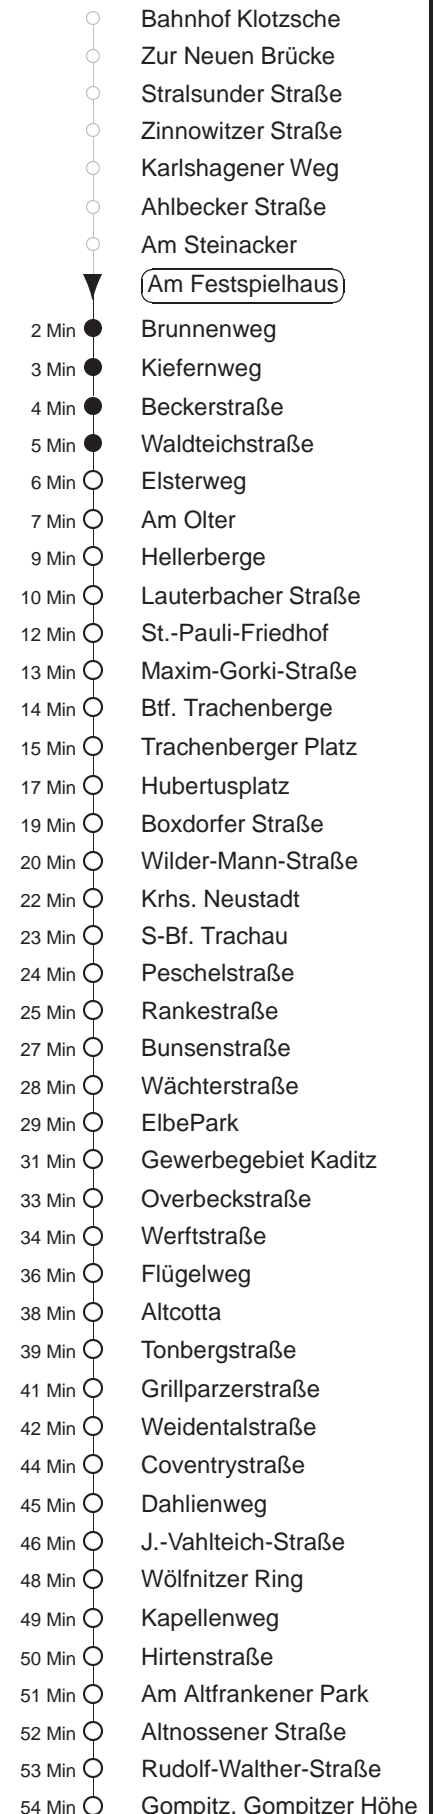 Bahnhof Klotzsche
Zur Neuen Brücke
Stralsunder Straße
Zinnowitzer Straße
Karlshagener Weg
Ahlbecker Straße
Am Steinacker
Am Festspielhaus
2 Min Brunnenweg
3 Min Kiefernweg
4 Min Beckerstraße
5 Min Waldteichstraße
6 Min Elsterweg
7 Min Am Olter
9 Min Hellerberge
10 Min Lauterbacher Straße
12 Min St.-Pauli-Friedhof
13 Min Maxim-Gorki-Straße
14 Min Btf. Trachenberge
15 Min Trachenberger Platz
17 Min Hubertusplatz
19 Min Boxdorfer Straße
20 Min Wilder-Mann-Straße
22 Min Krhs. Neustadt
23 Min S-Bf. Trachau
24 Min Peschelstraße
25 Min Rankestraße
27 Min Bunsenstraße
28 Min Wächterstraße
29 Min ElbePark
31 Min Gewerbegebiet Kaditz
33 Min Overbeckstraße
34 Min Werftstraße
36 Min Flügelweg
38 Min Altcotta
39 Min Tonbergstraße
41 Min Grillparzerstraße
42 Min Weidentalstraße
44 Min Coventrystraße
45 Min Dahlienweg
46 Min J.-Vahlteich-Straße
48 Min Wölfnitzer Ring
49 Min Kapellenweg
50 Min Hirtenstraße
51 Min Am Altfrankener Park
52 Min Altnossener Straße
53 Min Rudolf-Walther-Straße
54 Min Gompitz, Gompitzer Höhe